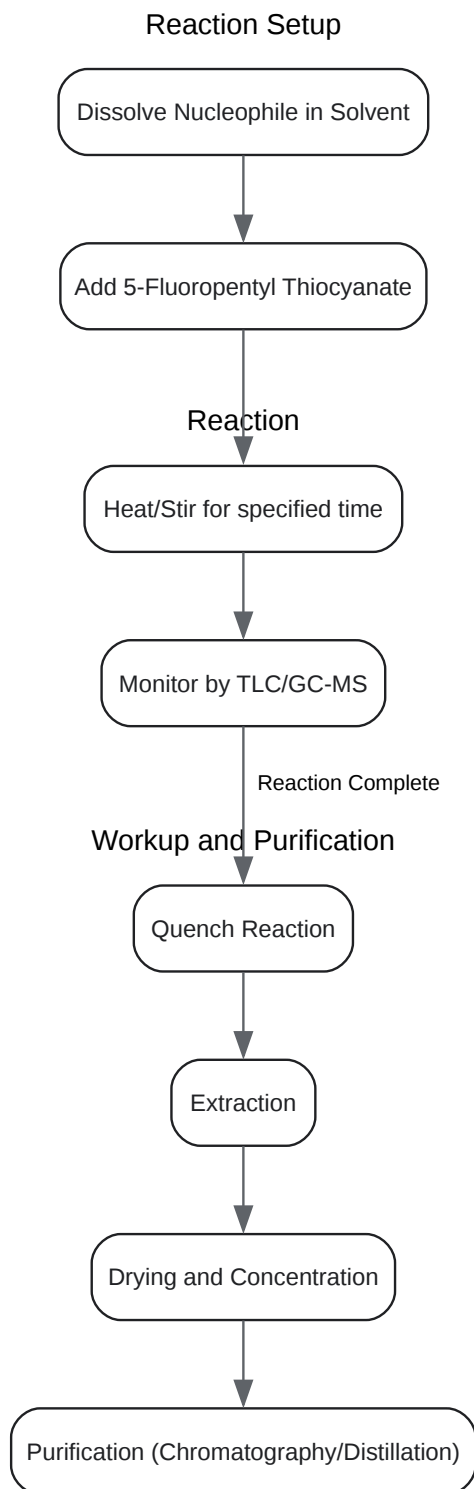 Reaction Setup
Dissolve Nucleophile in Solvent
Add 5-Fluoropentyl Thiocyanate
Reaction
Heat/Stir for specified time
Monitor by TLC/GC-MS
Reaction Complete
Workup and Purification
Quench Reaction
Extraction
Drying and Concentration
Purification (Chromatography/Distillation)